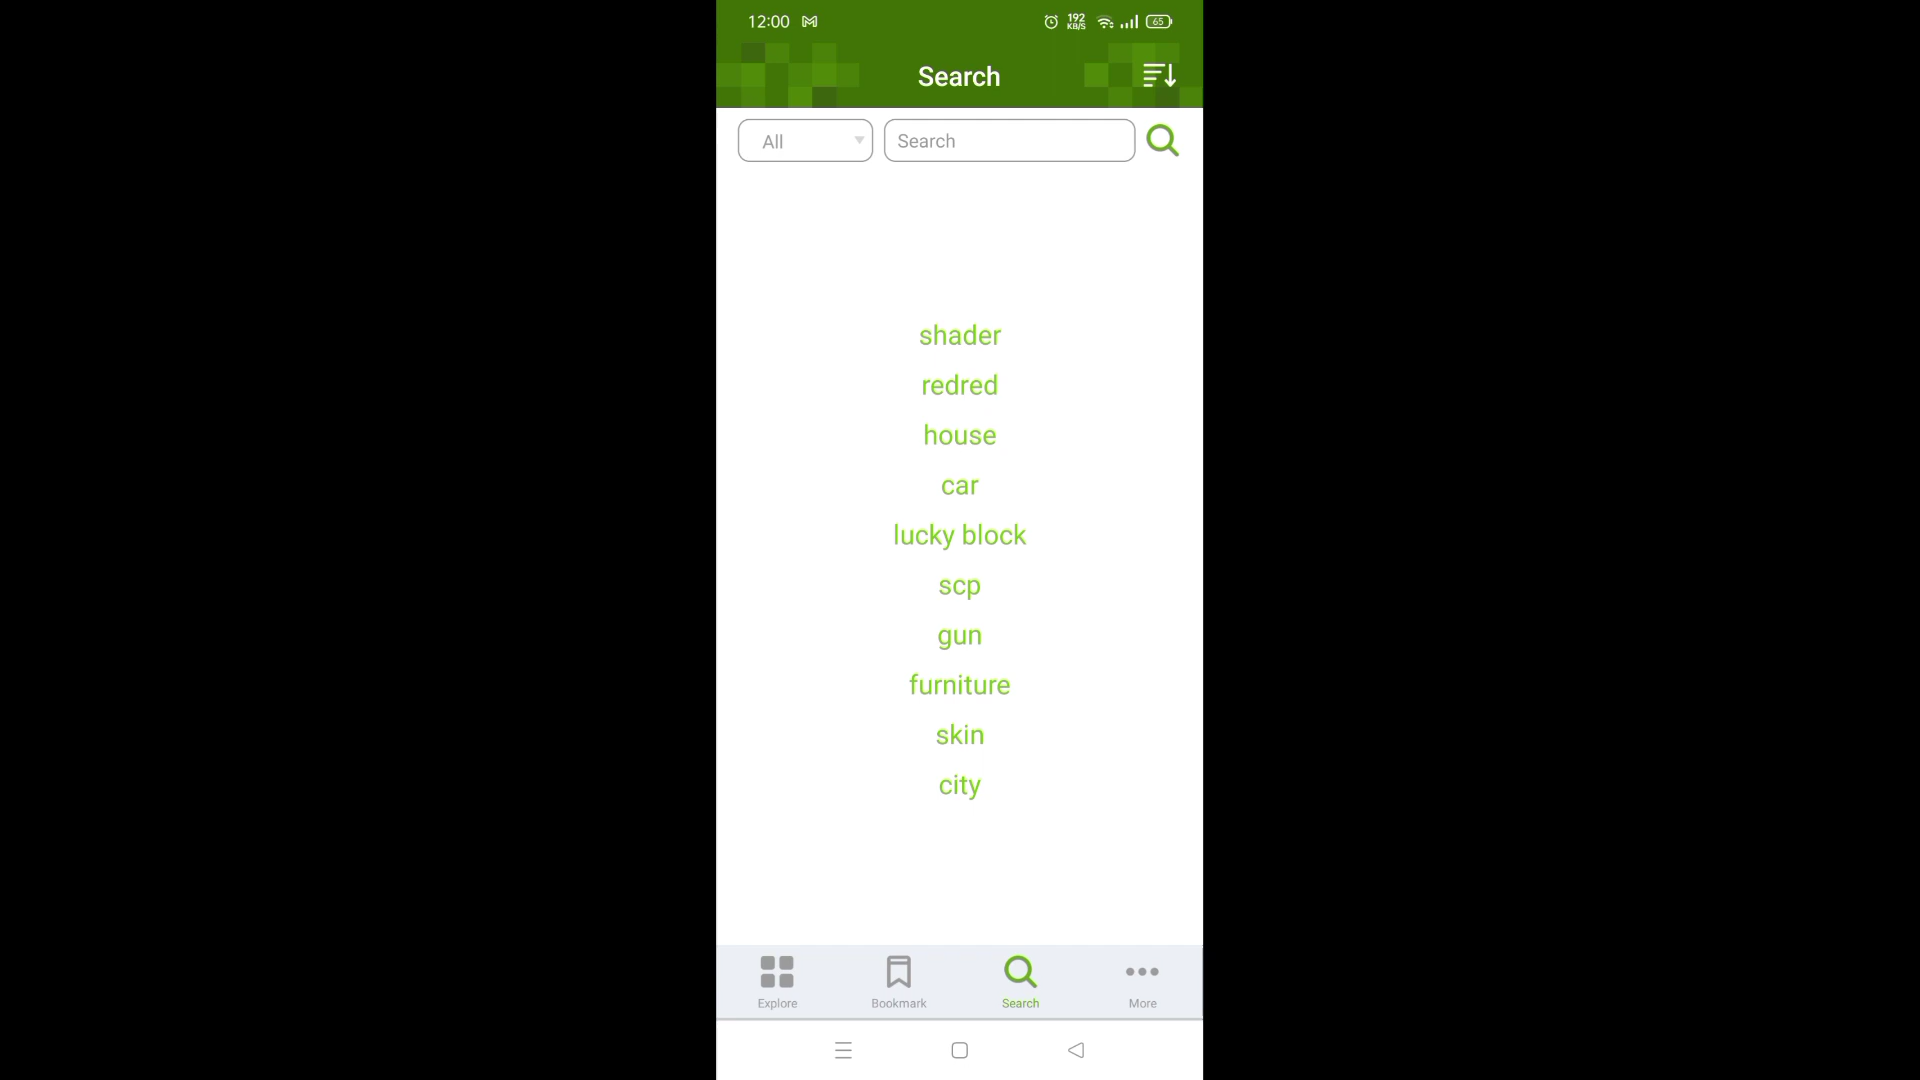 12:00
192
KB/S
65
Search
All
Search
shader
redred
house
car
lucky block
scp
gun
furniture
skin
city
Explore
Bookmark
Search
More